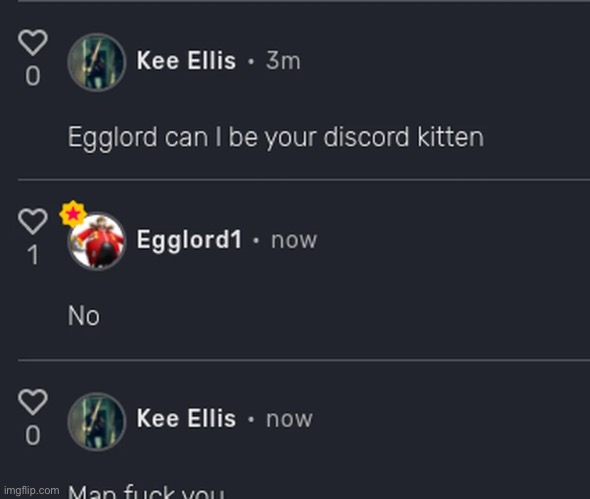 Kee Ellis • 3m
0
Egglord can I be your discord kitten
Egglord1 • now
1
No
Kee Ellis • now
0
Man fuck you
imgflip.com